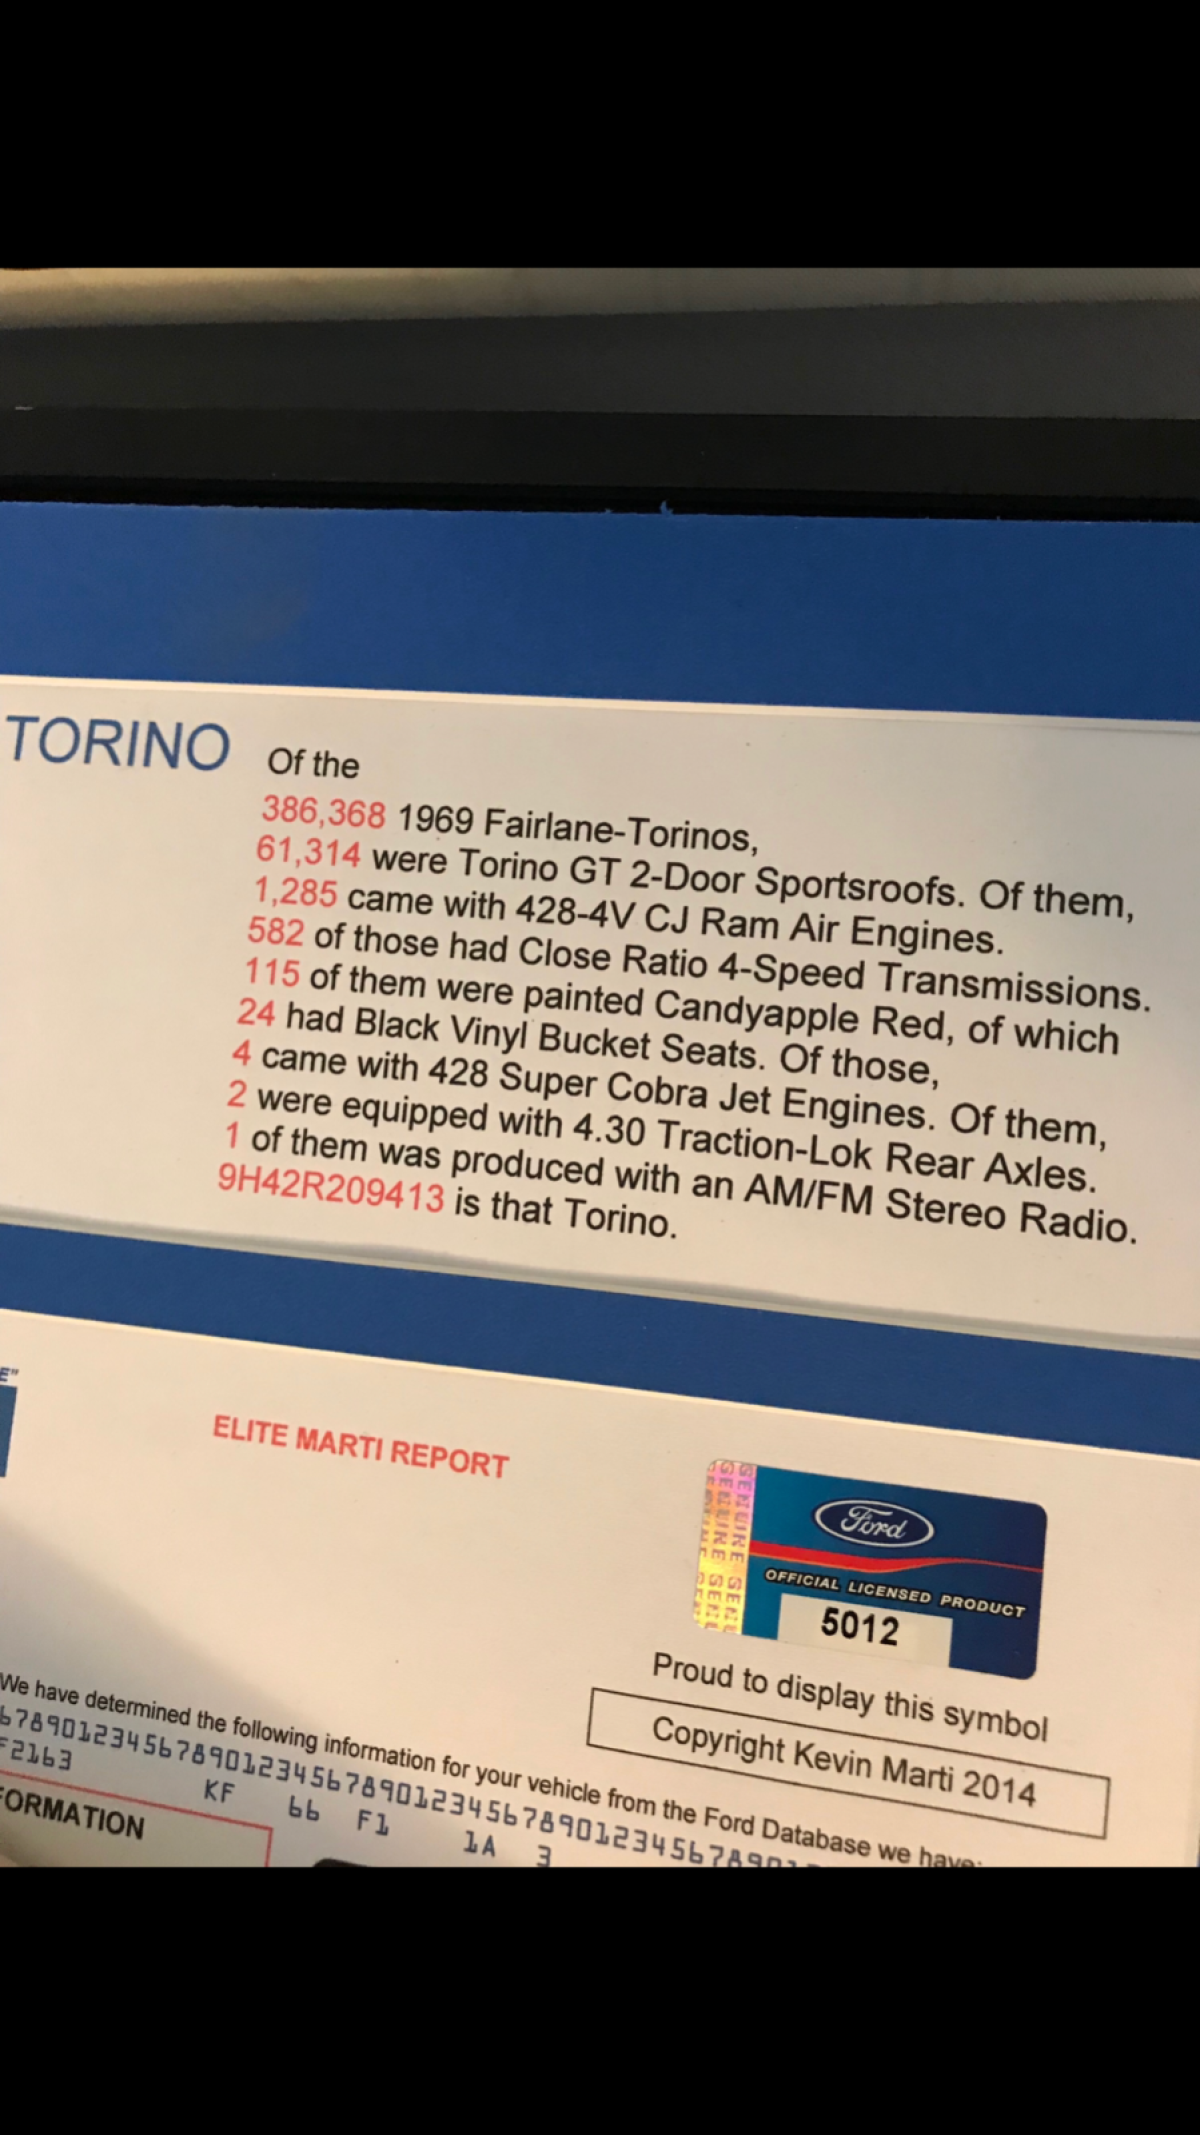 TORINO Of the
386,368 1969 Fairlane-Torinos,
61,314 were Torino GT 2-Door Sportsroofs. Of them,
1,285 came with 428-4V CJ Ram Air Engines.
582 of those had Close Ratio 4-Speed Transmissions.
115 of them were painted Candyapple Red, of which
24 had Black Vinyl Bucket Seats. Of those,
4 came with 428 Super Cobra Jet Engines. Of them,
2 were equipped with 4.30 Traction-Lok Rear Axles.
1 of them was produced with an AM/FM Stereo Radio.
9H42R209413 is that Torino.
E"
ELITE MARTI REPORT
GENUINE
Ford
OFFICIAL LICENSED PRODUCT
5012
Proud to display this symbol
Copyright Kevin Marti 2014
We have determined the following information for your vehicle from the Ford Database we have:
67890123456789012345678901234567890123456789
F2163 KF 66 F1 1A 3
FORMATION